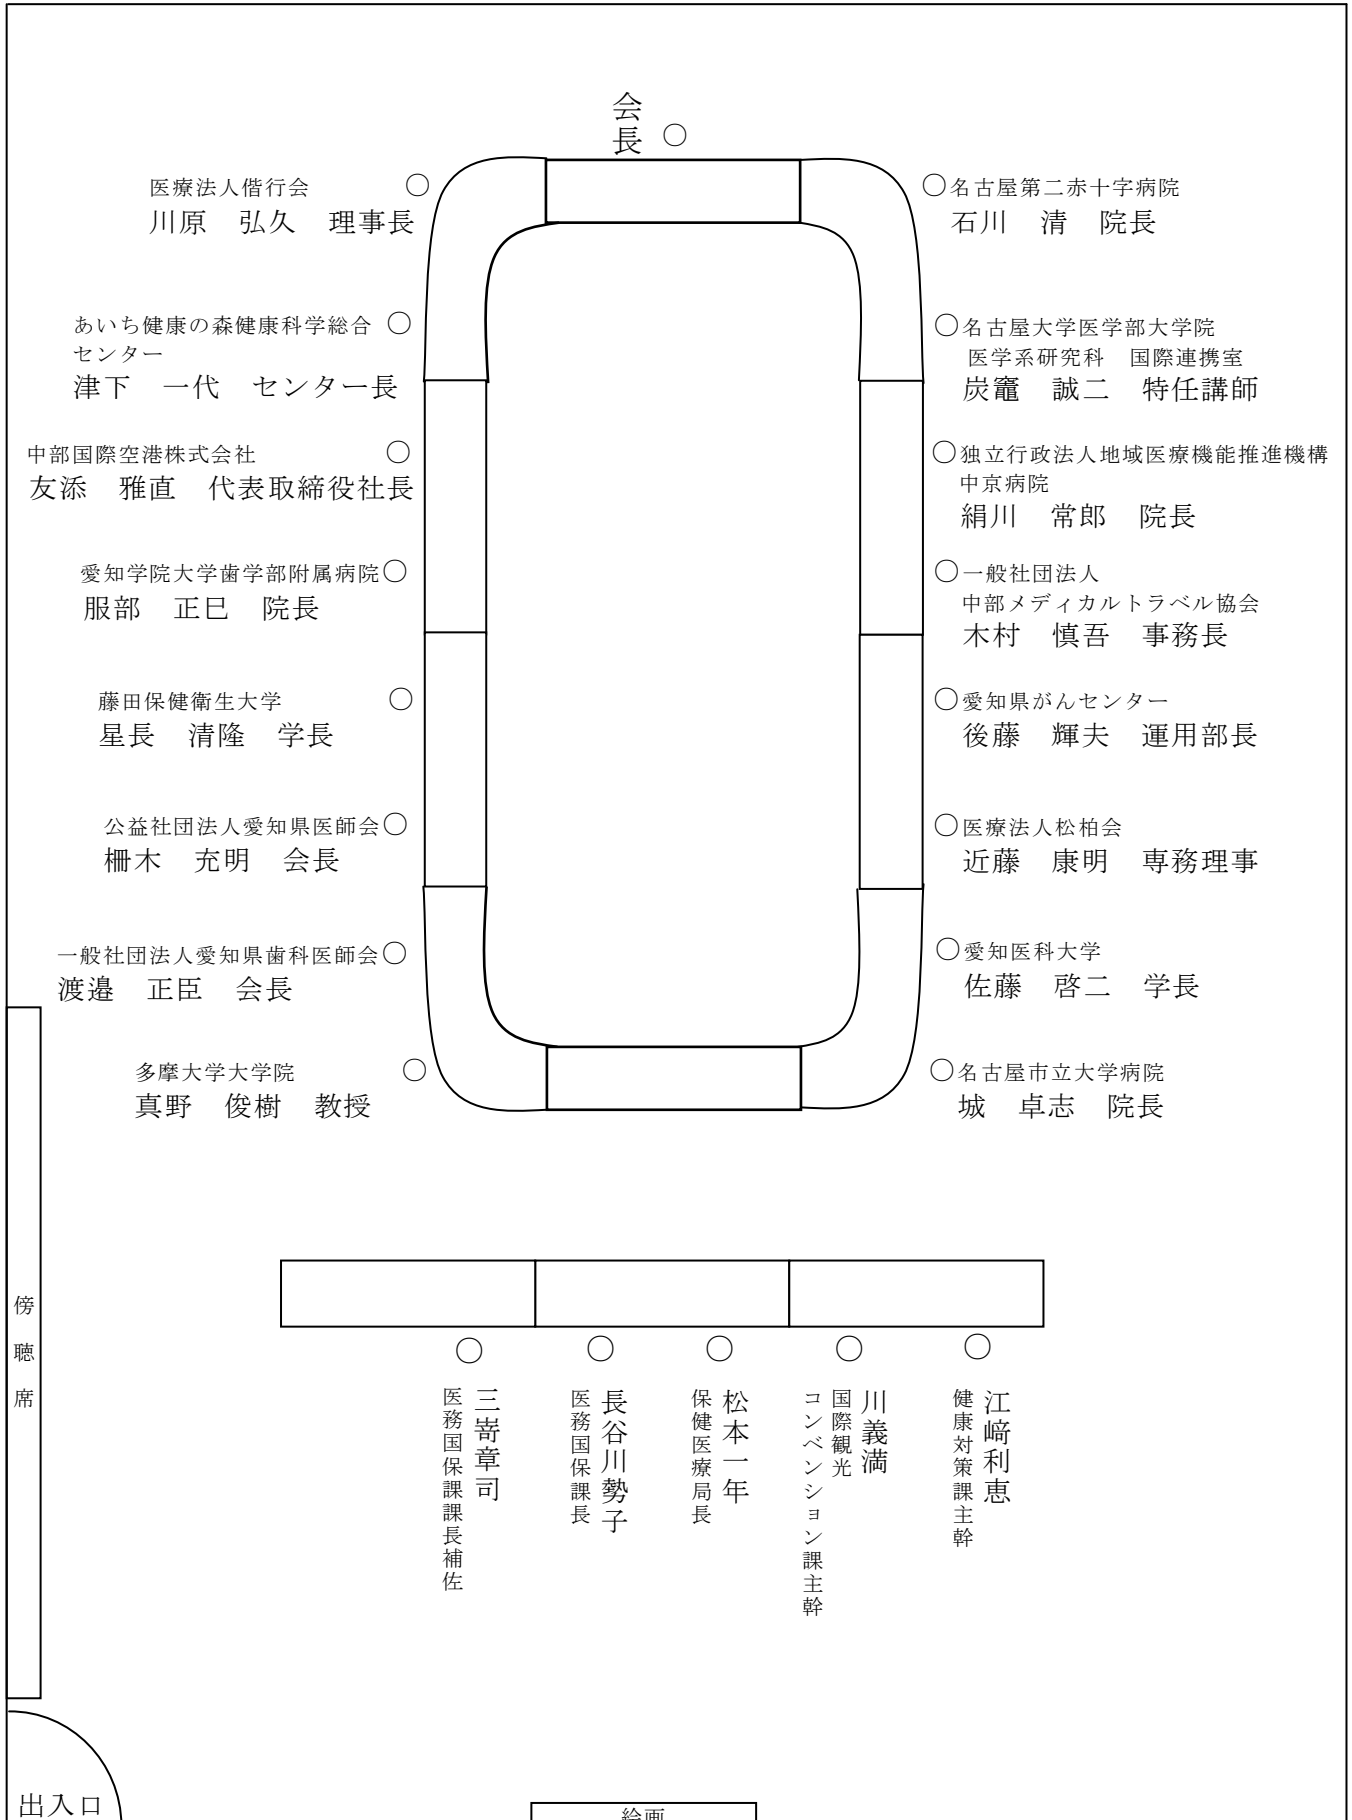 会長
医療法人偕行会
川原　弘久　理事長
あいち健康の森健康科学総合
センター
津下　一代　センター長
中部国際空港株式会社
友添　雅直　代表取締役社長
愛知学院大学歯学部附属病院
服部　正巳　院長
藤田保健衛生大学
星長　清隆　学長
公益社団法人愛知県医師会
柵木　充明　会長
一般社団法人愛知県歯科医師会
渡邉　正臣　会長
多摩大学大学院
真野　俊樹　教授
名古屋第二赤十字病院
石川　清　院長
名古屋大学医学部大学院
医学系研究科　国際連携室
炭竈　誠二　特任講師
独立行政法人地域医療機能推進機構
中京病院
絹川　常郎　院長
一般社団法人
中部メディカルトラベル協会
木村　慎吾　事務長
愛知県がんセンター
後藤　輝夫　運用部長
医療法人松柏会
近藤　康明　専務理事
愛知医科大学
佐藤　啓二　学長
名古屋市立大学病院
城　卓志　院長
江﨑利恵
健康対策課主幹
川義満
国際観光
コンベンション課主幹
松本一年
保健医療局長
長谷川勢子
医務国保課長
三嵜章司
医務国保課課長補佐
傍聴席
出入口
絵画